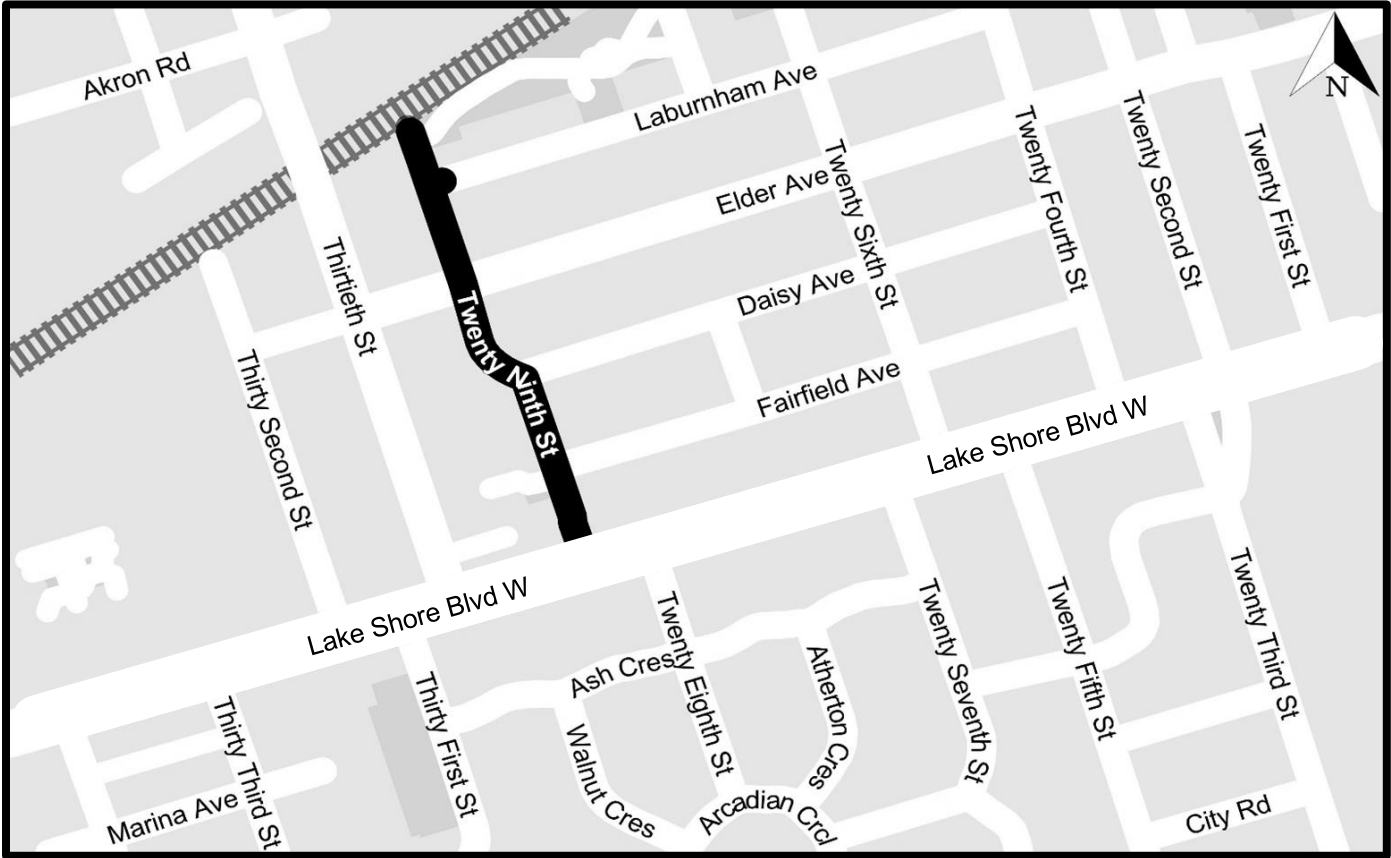 Akron Rd
N
Laburnham Ave
Elder Ave
Twenty Sixth St
Twenty Fourth St
Twenty Second St
Twenty First St
Thirtieth St
Daisy Ave
Twenty Ninth St
Thirty Second St
Fairfield Ave
Lake Shore Blvd W
Lake Shore Blvd W
Ash Cres
Twenty Eighth St
Atherton Cres
Twenty Seventh St
Twenty Fifth St
Twenty Third St
Thirty First St
Thirty Third St
Walnut Cres
Marina Ave
Arcadian Crcl
City Rd